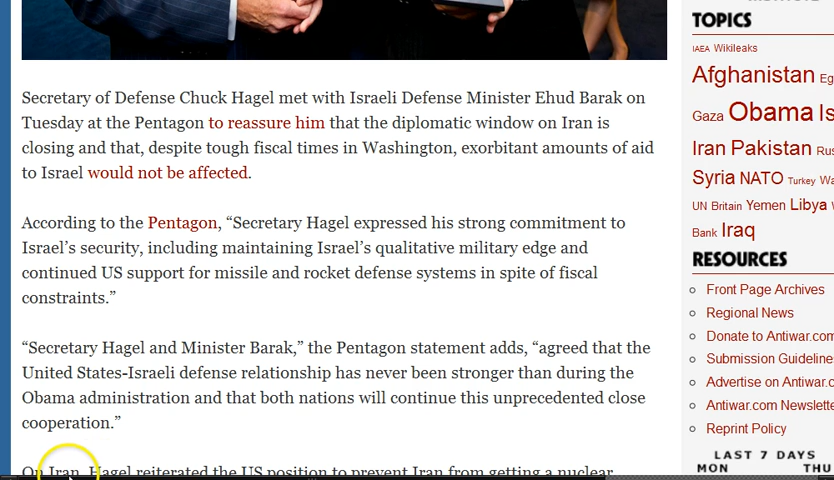 Secretary of Defense Chuck Hagel met with Israeli Defense Minister Ehud Barak on
Tuesday at the Pentagon to reassure him that the diplomatic window on Iran is
closing and that, despite tough fiscal times in Washington, exorbitant amounts of aid
to Israel would not be affected.
According to the Pentagon, “Secretary Hagel expressed his strong commitment to
Israel’s security, including maintaining Israel’s qualitative military edge and
continued US support for missile and rocket defense systems in spite of fiscal
constraints.”
“Secretary Hagel and Minister Barak,” the Pentagon statement adds, “agreed that the
United States-Israeli defense relationship has never been stronger than during the
Obama administration and that both nations will continue this unprecedented close
cooperation.”
On Iran, Hagel reiterated the US position to prevent Iran from getting a nuclear
TOPICS
IAEA Wikileaks
Afghanistan Eg
Gaza Obama Is
Iran Pakistan Rus
Syria NATO Turkey Wa
UN Britain Yemen Libya W
Bank Iraq
RESOURCES
Front Page Archives
Regional News
Donate to Antiwar.co
Submission Guideline
Advertise on Antiwar.c
Antiwar.com Newslette
Reprint Policy
LAST 7 DAYS
MON THU